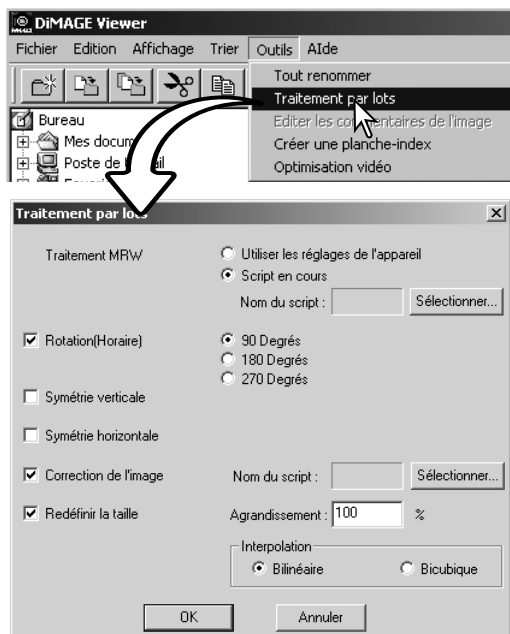 DiMAGE Viewer
Fichier Edition Affichage Trier Outils AIde
Tout renommer
Traitement par lots
Editer les commentaires de l'image
Créer une planche-index
Optimisation vidéo
Bureau
Mes docum
Poste de travail
Traitement par lots
Traitement MRW
Utiliser les réglages de l'appareil
Script en cours
Nom du script : Sélectionner...
Rotation(Horaire)
90 Degrés
180 Degrés
270 Degrés
Symétrie verticale
Symétrie horizontale
Correction de l'image Nom du script : Sélectionner...
Redéfinir la taille Agrandissement : 100 %
Interpolation
Bilinéaire Bicubique
OK Annuler